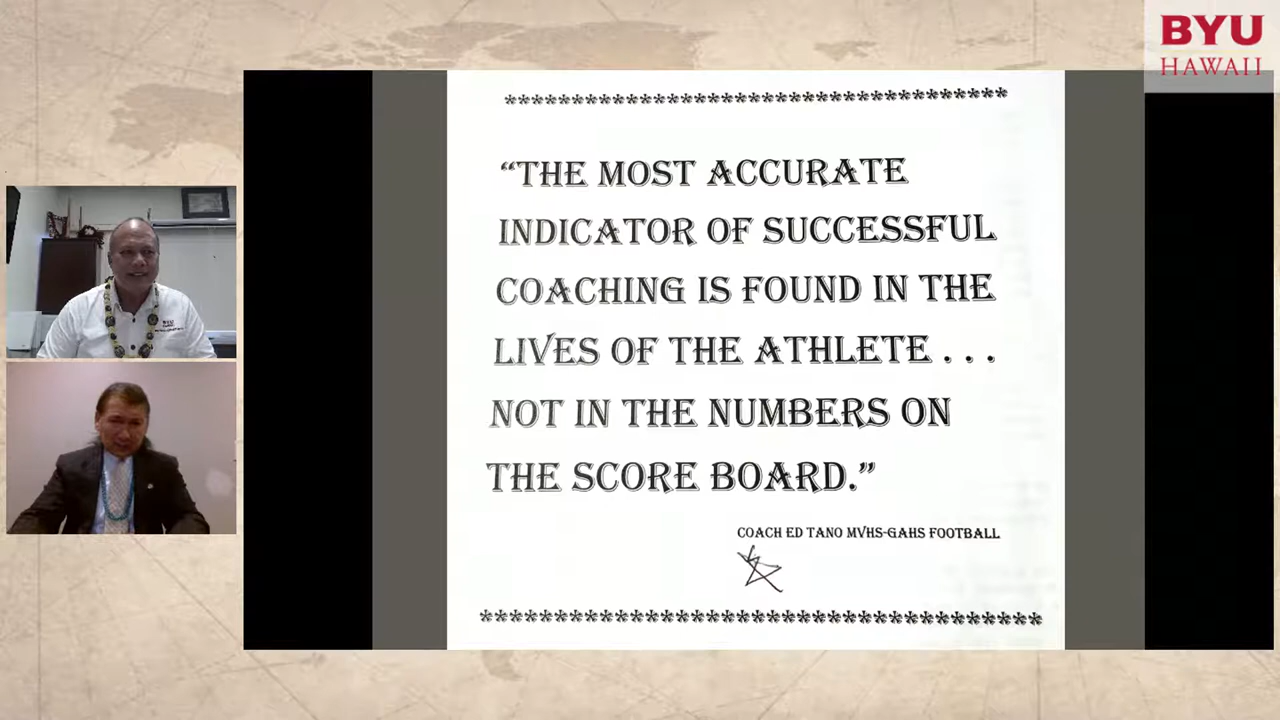 BYU
HAWAII
************************************************
“THE MOST ACCURATE
INDICATOR OF SUCCESSFUL
COACHING IS FOUND IN THE
LIVES OF THE ATHLETE . . .
NOT IN THE NUMBERS ON
THE SCORE BOARD.”
COACH ED TANO MVHS-GAHS FOOTBALL
************************************************
BYU